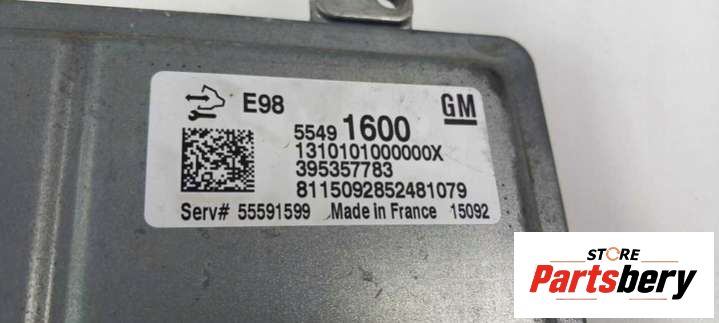 E98
GM
5549 1600
1310101000000X
395357783
8115092852481079
Serv# 55591599 Made in France 15092
STORE
Partsbery